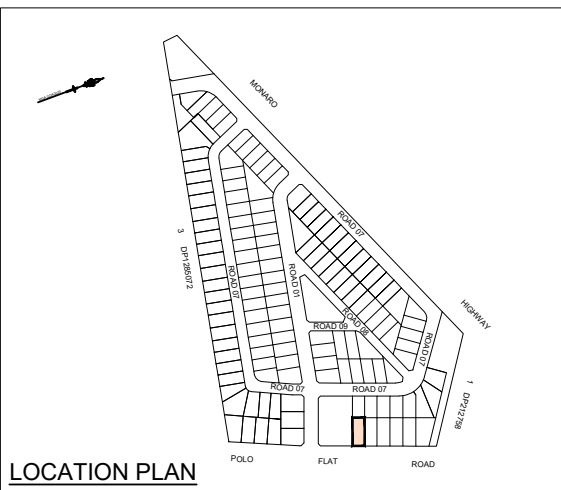 MONARO
ROAD 07
HIGHWAY
3 DP1285072
ROAD 07
ROAD 01
ROAD 08
ROAD 09
ROAD 07
1 DP212758
ROAD 07
ROAD 07
POLO FLAT ROAD
LOCATION PLAN